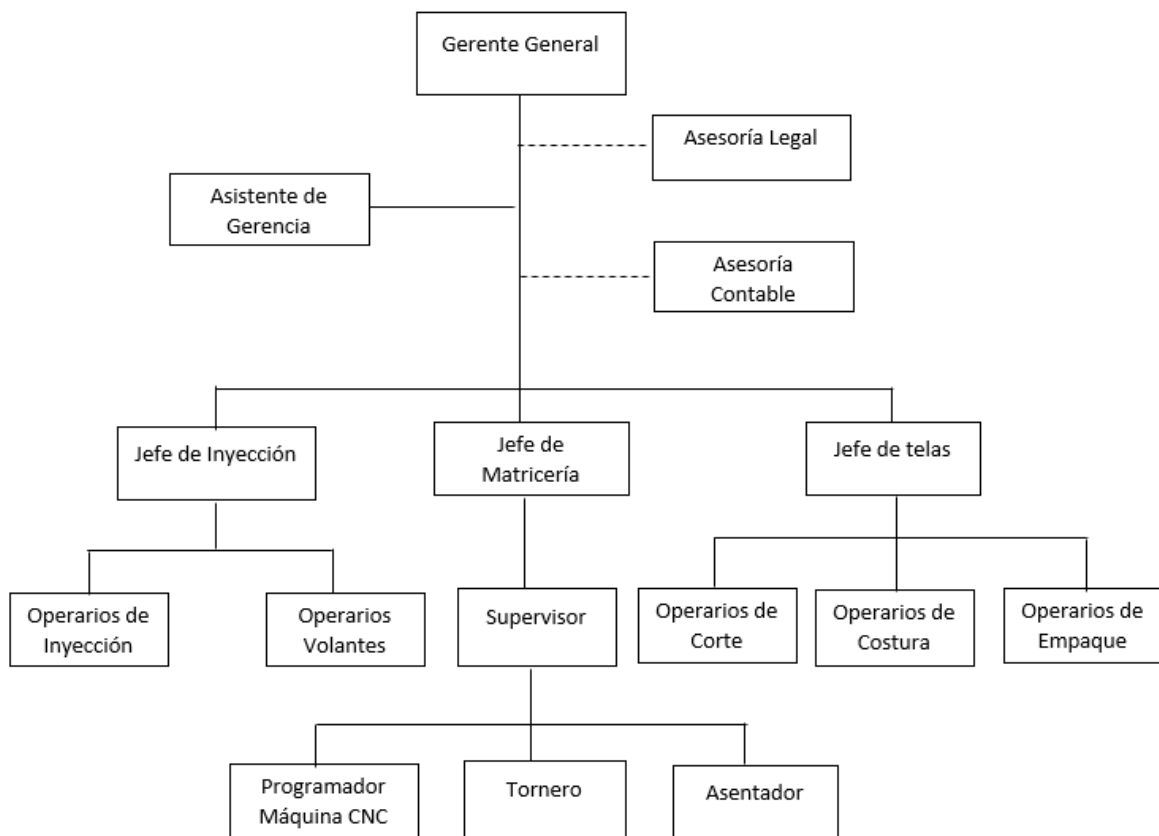 Gerente General
Asesoría Legal
Asistente de
Gerencia
Asesoría
Contable
Jefe de Inyección
Jefe de
Matricería
Jefe de telas
Operarios de
Inyección
Operarios
Volantes
Supervisor
Operarios de
Corte
Operarios de
Costura
Operarios de
Empaque
Programador
Máquina CNC
Tornero
Asentador